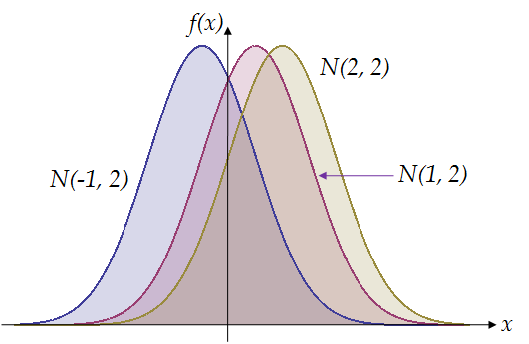 f(x)
N(2, 2)
N(-1, 2)
N(1, 2)
x